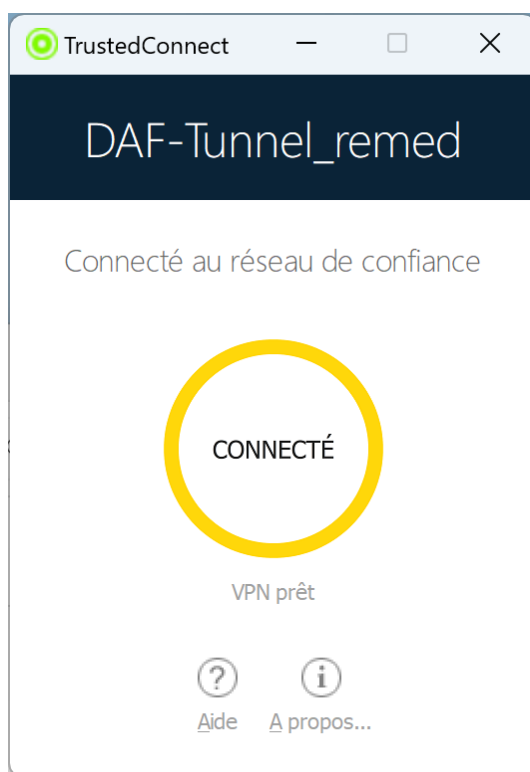 TrustedConnect
DAF-Tunnel_remed
Connecté au réseau de confiance
CONNECTÉ
VPN prêt
Aide A propos...